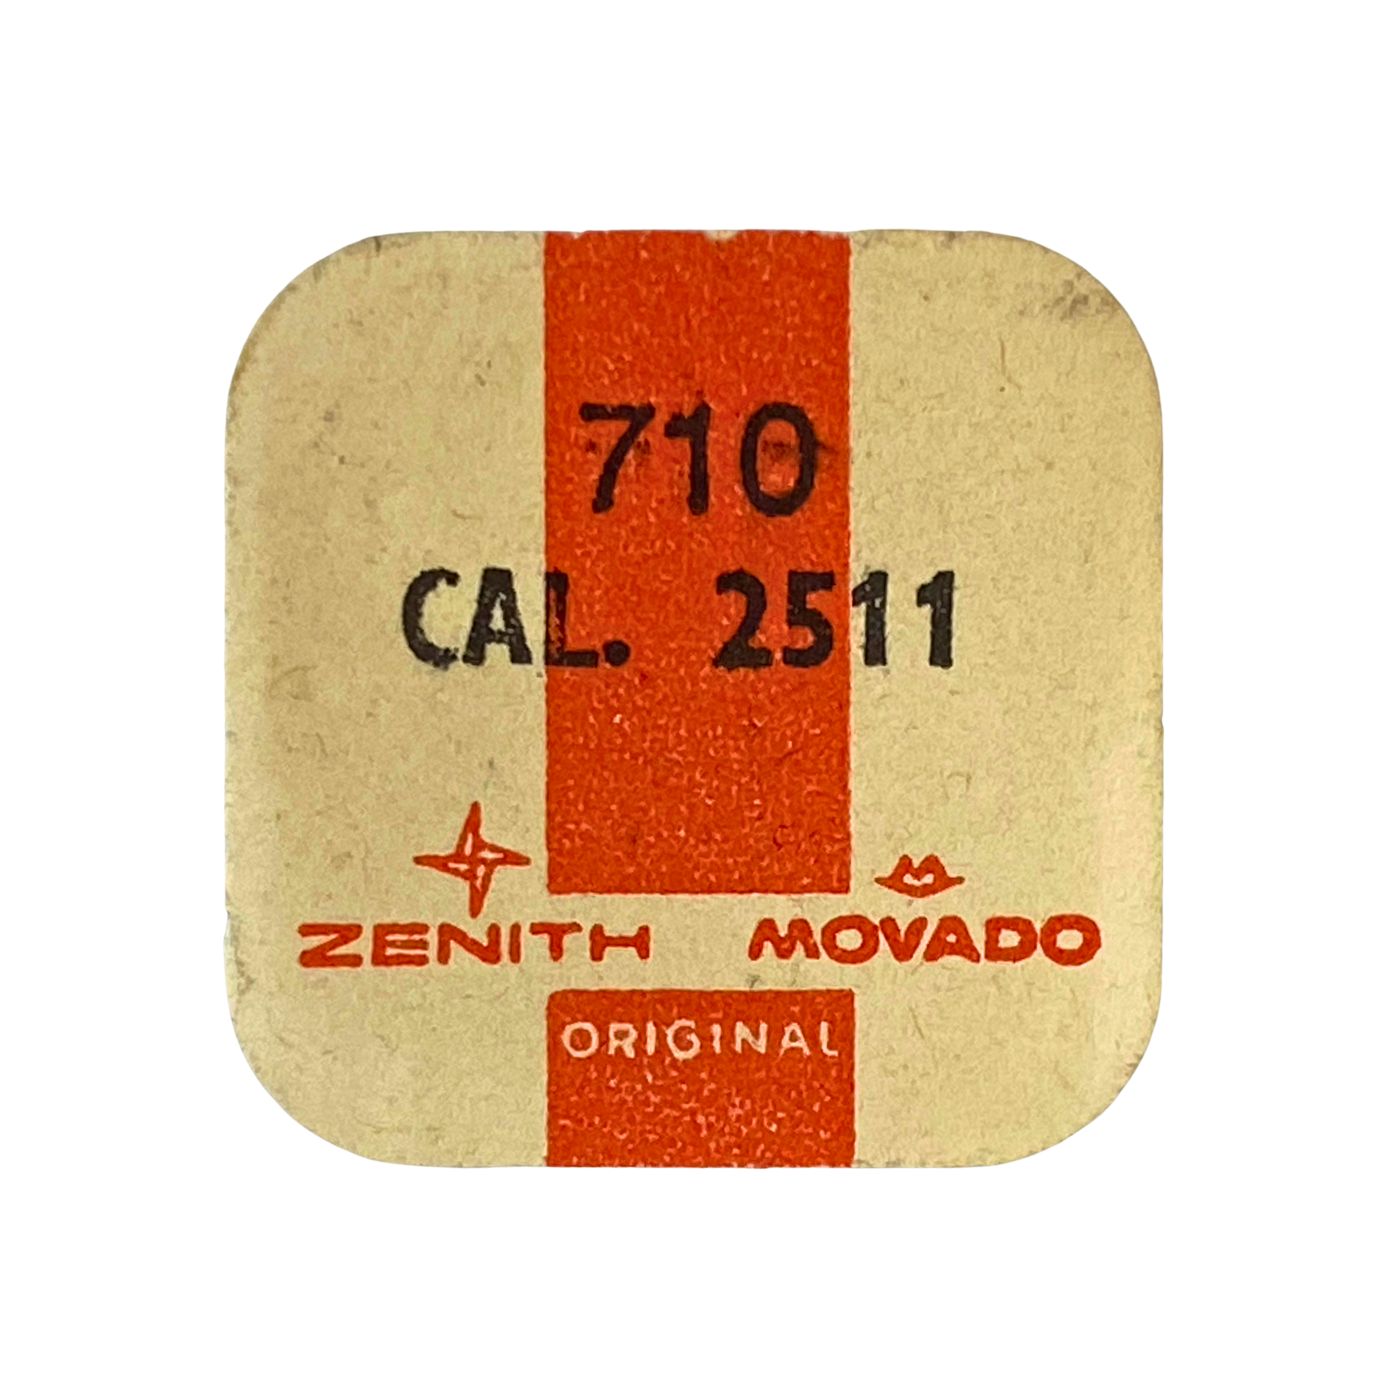 710
CAL. 2511
ZENITH MOVADO
ORIGINAL